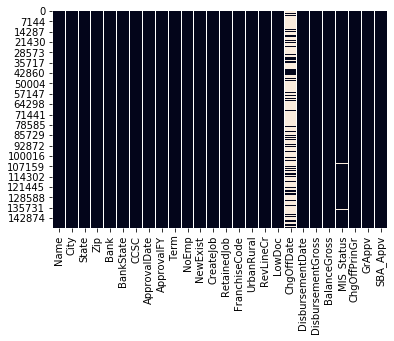 0
7144
14287
21430
28573
35717
42860
50004
57147
64298
71441
78585
85729
92872
100016
107159
114302
121445
128588
135731
142874
Name
City
State
Zip
Bank
BankState
CCSC
ApprovalDate
ApprovalFY
Term
NoEmp
NewExist
CreateJob
RetainedJob
FranchiseCode
UrbanRural
RevLineCr
LowDoc
ChgOffDate
DisbursementDate
DisbursementGross
BalanceGross
MIS_Status
ChgOffPrinGr
GrAppv
SBA_Appv